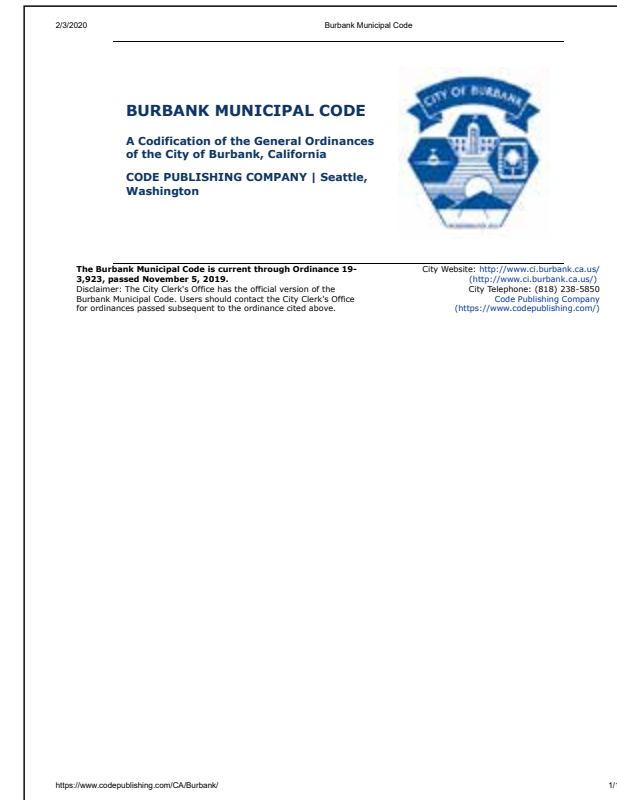 2/3/2020
Burbank Municipal Code
CITY OF BURBANK
BURBANK MUNICIPAL CODE
A Codification of the General Ordinances
of the City of Burbank, California
CODE PUBLISHING COMPANY | Seattle,
Washington
The Burbank Municipal Code is current through Ordinance 19-
3,923, passed November 5, 2019.
Disclaimer: The City Clerk's Office has the official version of the
Burbank Municipal Code. Users should contact the City Clerk's Office
for ordinances passed subsequent to the ordinance cited above.
City Website: http://www.ci.burbank.ca.us/
(http://www.ci.burbank.ca.us/)
City Telephone: (818) 238-5850
Code Publishing Company
(https://www.codepublishing.com/)
https://www.codepublishing.com/CA/Burbank/